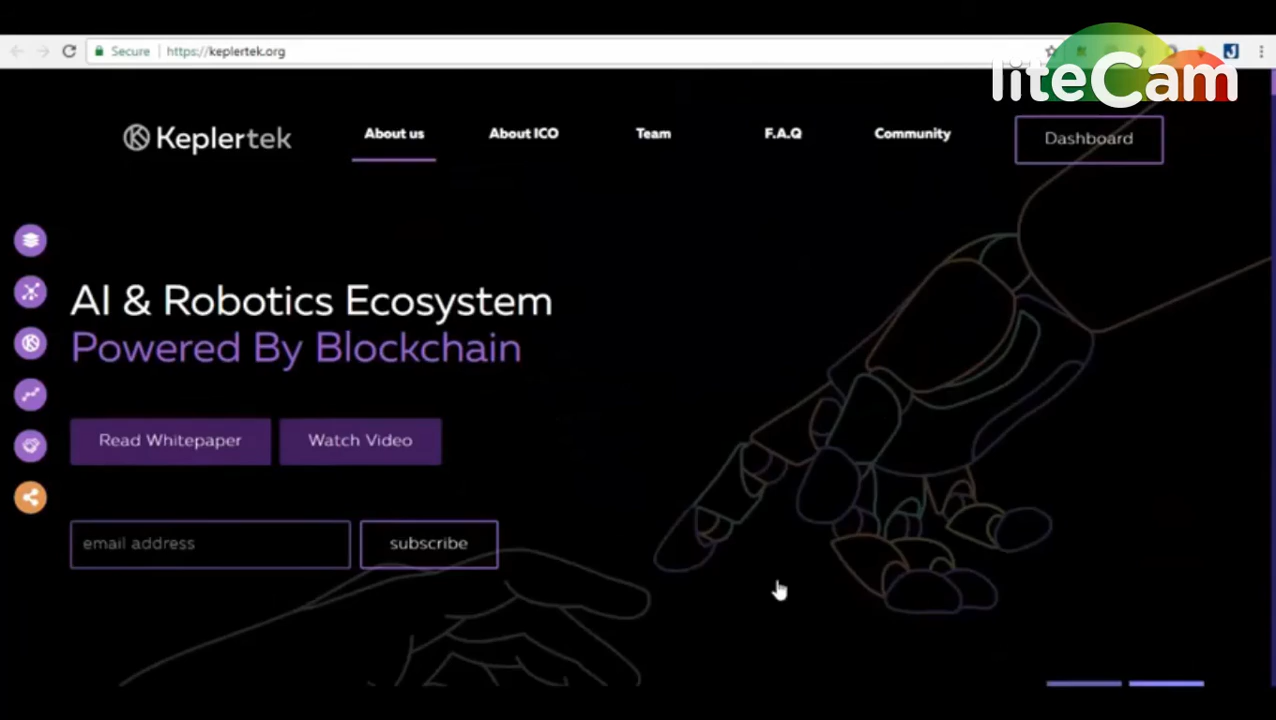 Secure
https://keplertek.org
liteCam
Keplertek
About us
About ICO
Team
F.A.Q
Community
Dashboard
AI & Robotics Ecosystem
Powered By Blockchain
Read Whitepaper
Watch Video
email address
subscribe